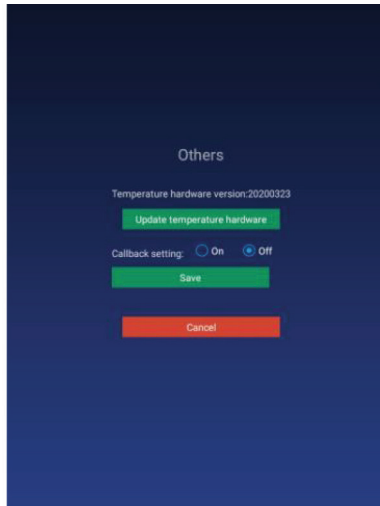 Others
Temperature hardware version:20200323
Update temperature hardware
Callback setting: On Off
Save
Cancel